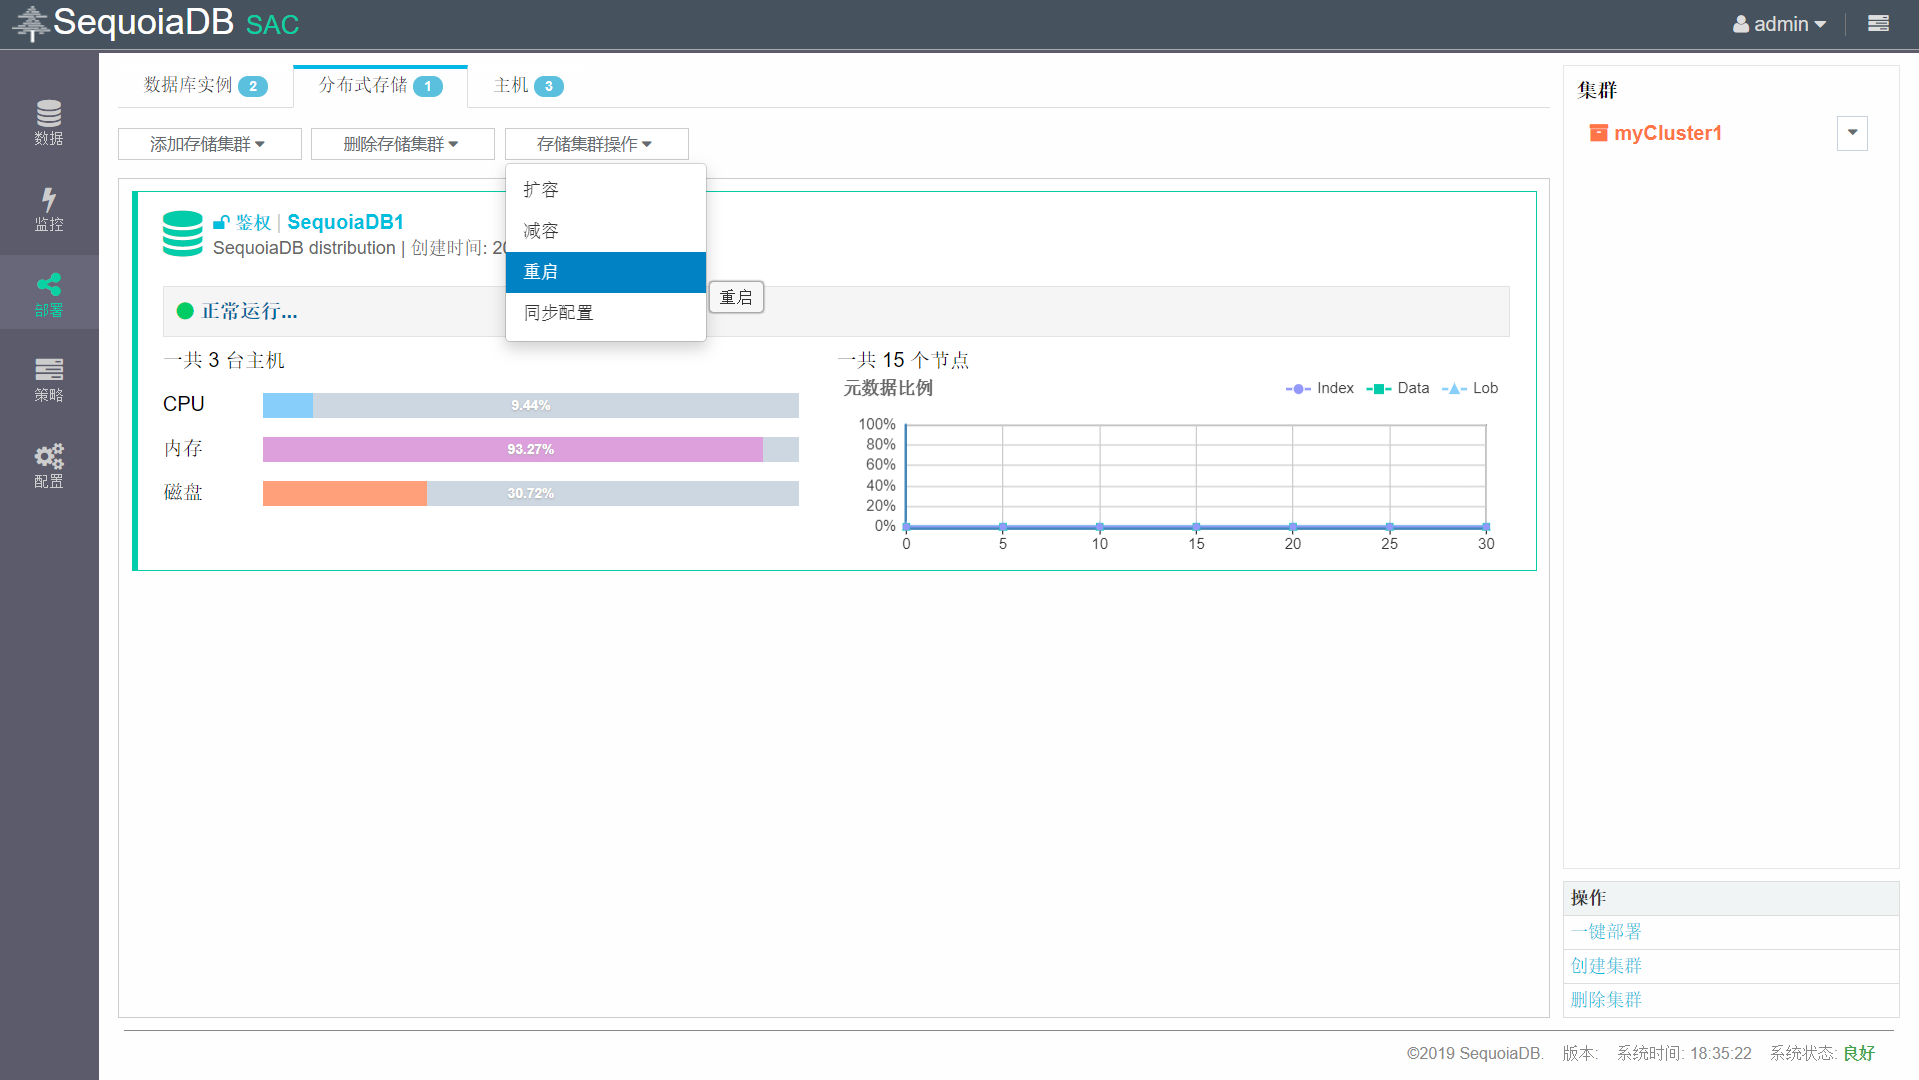 SequoiaDB SAC
admin
数据
监控
部署
策略
配置
数据库实例 2
分布式存储 1
主机 3
添加存储集群
删除存储集群
存储集群操作
扩容
减容
重启
同步配置
重启
鉴权 | SequoiaDB1
SequoiaDB distribution | 创建时间: 20
正常运行...
一共 3 台主机
CPU 9.44%
内存 93.27%
磁盘 30.72%
一共 15 个节点
元数据比例
Index Data Lob
100%
80%
60%
40%
20%
0%
0 5 10 15 20 25 30
集群
myCluster1
操作
一键部署
创建集群
删除集群
©2019 SequoiaDB. 版本: 系统时间: 18:35:22 系统状态: 良好